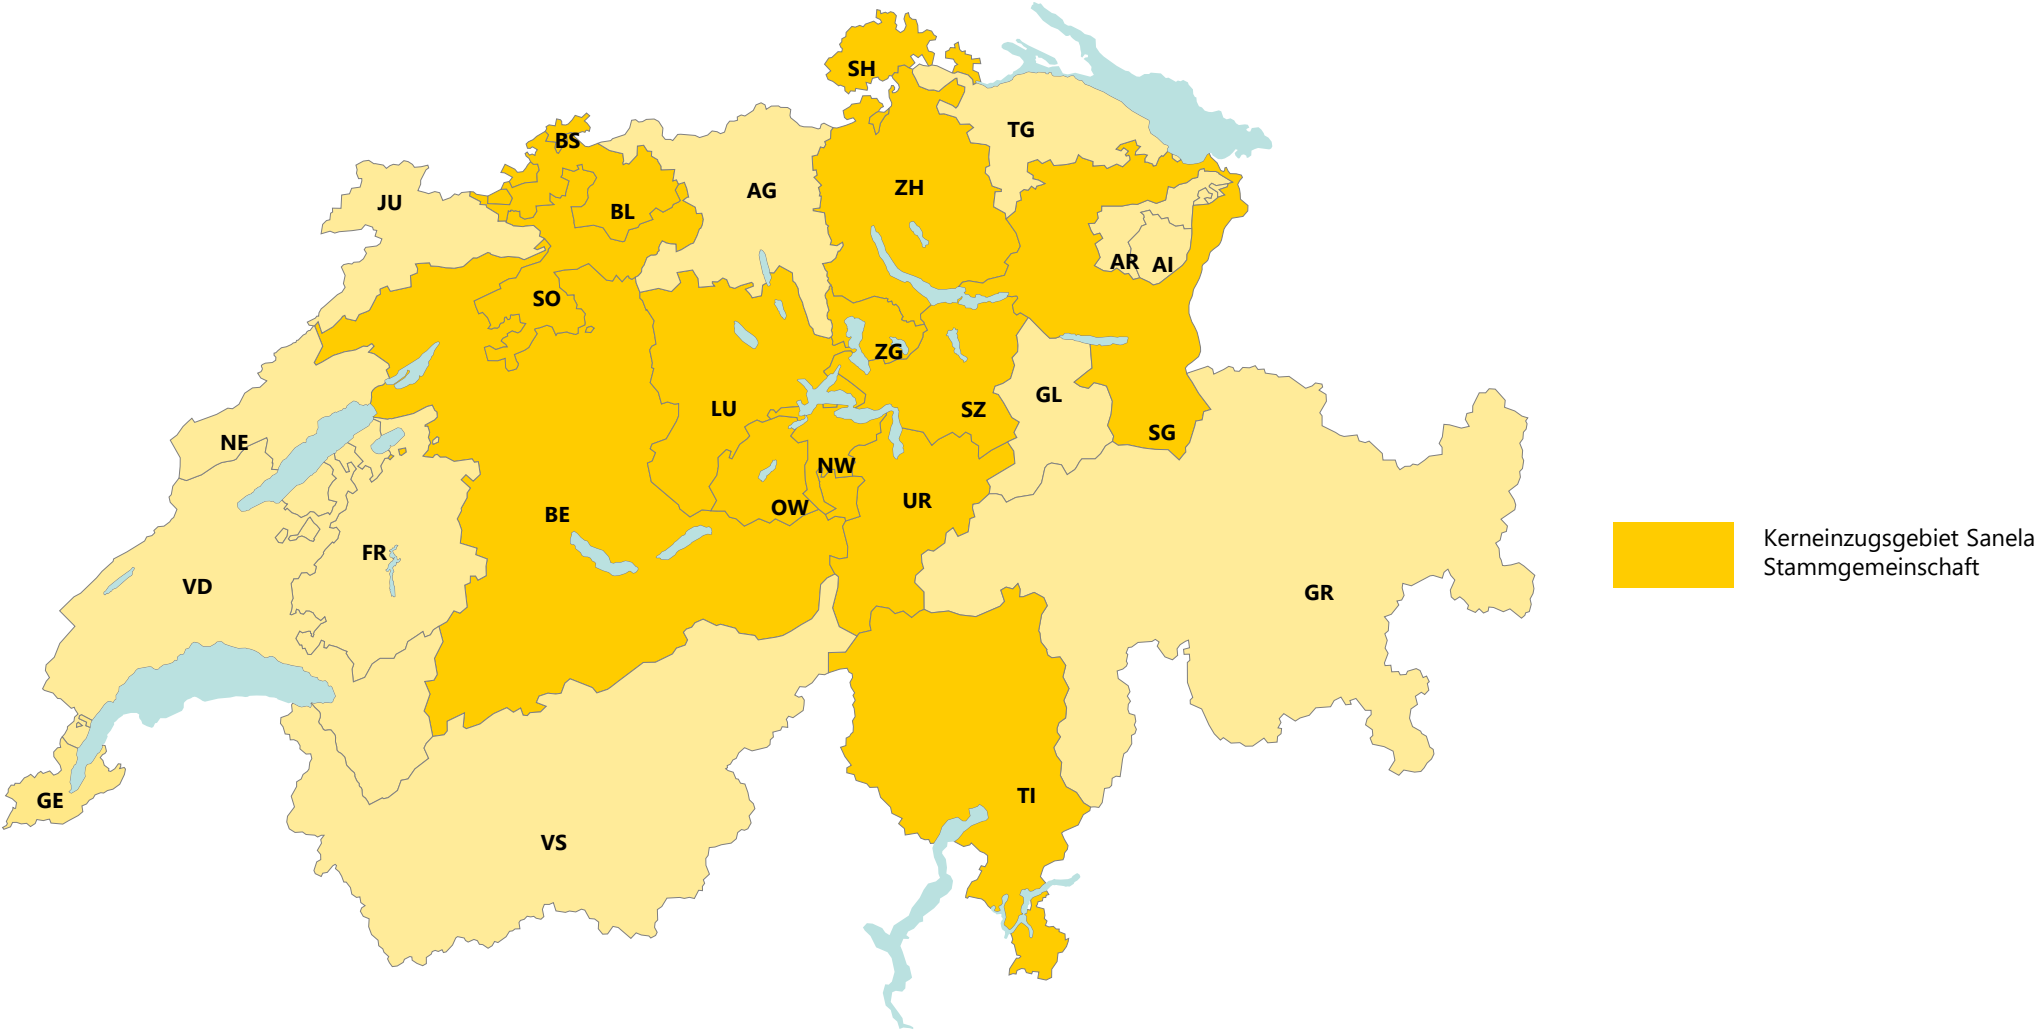 SH
BS
TG
JU
AG
ZH
BL
AR
AI
SO
ZG
GL
LU
SZ
SG
NE
NW
UR
OW
BE
FR
VD
GR
Kerneinzugsgebiet Sanela
Stammgemeinschaft
TI
GE
VS